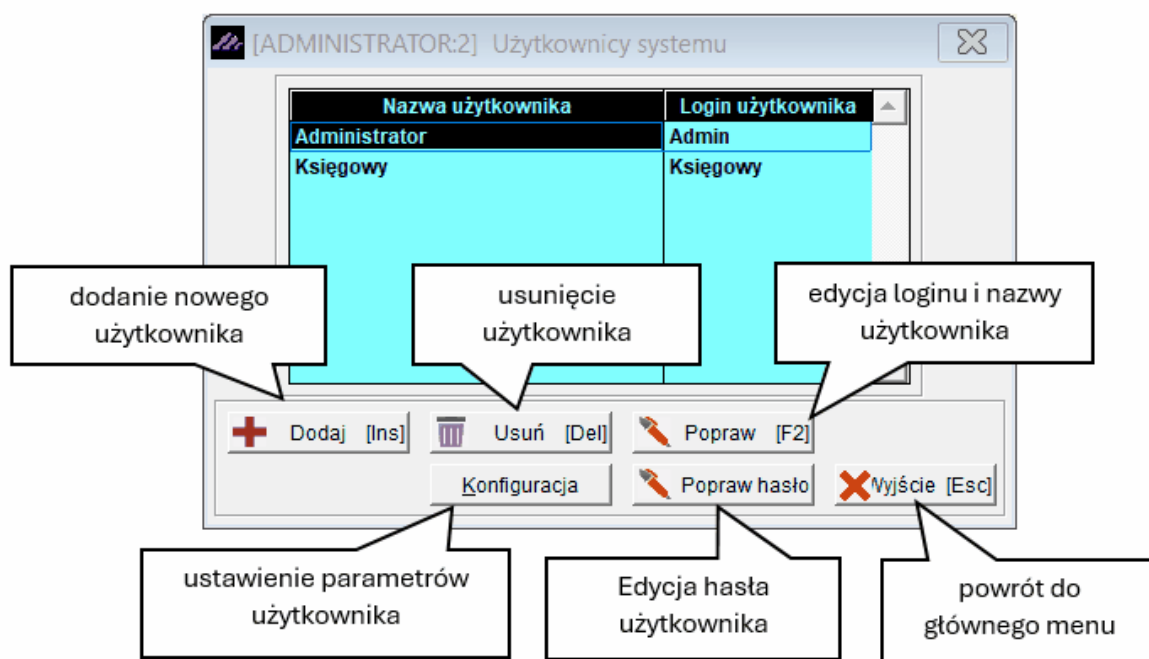 [ADMINISTRATOR:2] Użytkownicy systemu
Nazwa użytkownika Login użytkownika
Administrator Admin
Księgowy Księgowy
dodanie nowego
użytkownika
usunięcie
użytkownika
edycja loginu i nazwy
użytkownika
Dodaj [Ins] Usuń [Del] Popraw [F2]
Konfiguracja Popraw hasło Wyjście [Esc]
ustawienie parametrów
użytkownika
Edycja hasła
użytkownika
powrót do
głównego menu